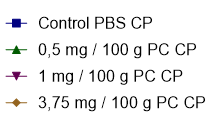 Control PBS CP
0,5 mg / 100 g PC CP
1 mg / 100 g PC CP
3,75 mg / 100 g PC CP